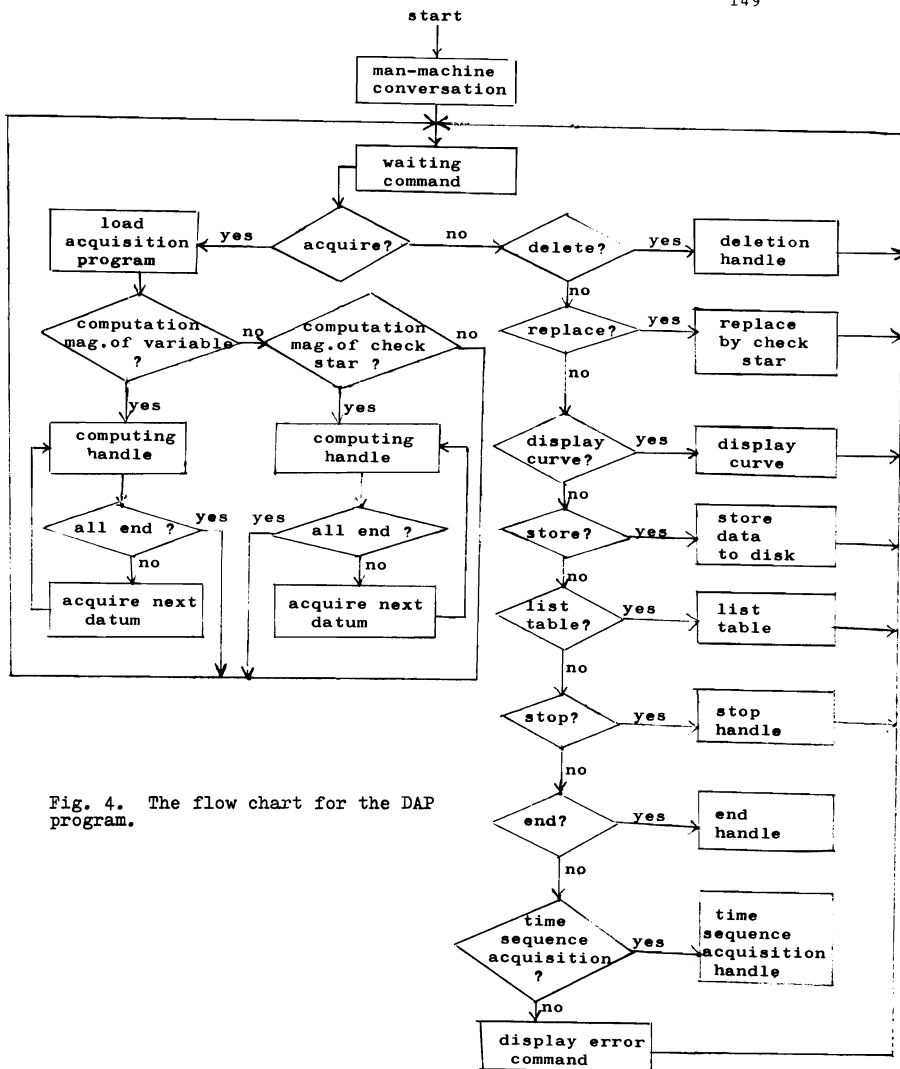 149
start
man-machine
conversation
waiting
command
load
acquisition
program
yes
acquire?
no
delete?
yes
deletion
handle
no
computation
mag.of variable
?
no
computation
mag.of check
star ?
no
replace?
yes
replace
by check
star
no
yes
computing
handle
yes
computing
handle
display
curve?
yes
display
curve
no
all end ?
yes
yes
all end ?
store?
yes
store
data
to disk
no
no
no
acquire next
datum
acquire next
datum
list
table?
yes
list
table
no
stop?
yes
stop
handle
no
Fig. 4. The flow chart for the DAP
program.
end?
yes
end
handle
no
time
sequence
acquisition
?
yes
time
sequence
acquisition
handle
no
display error
command